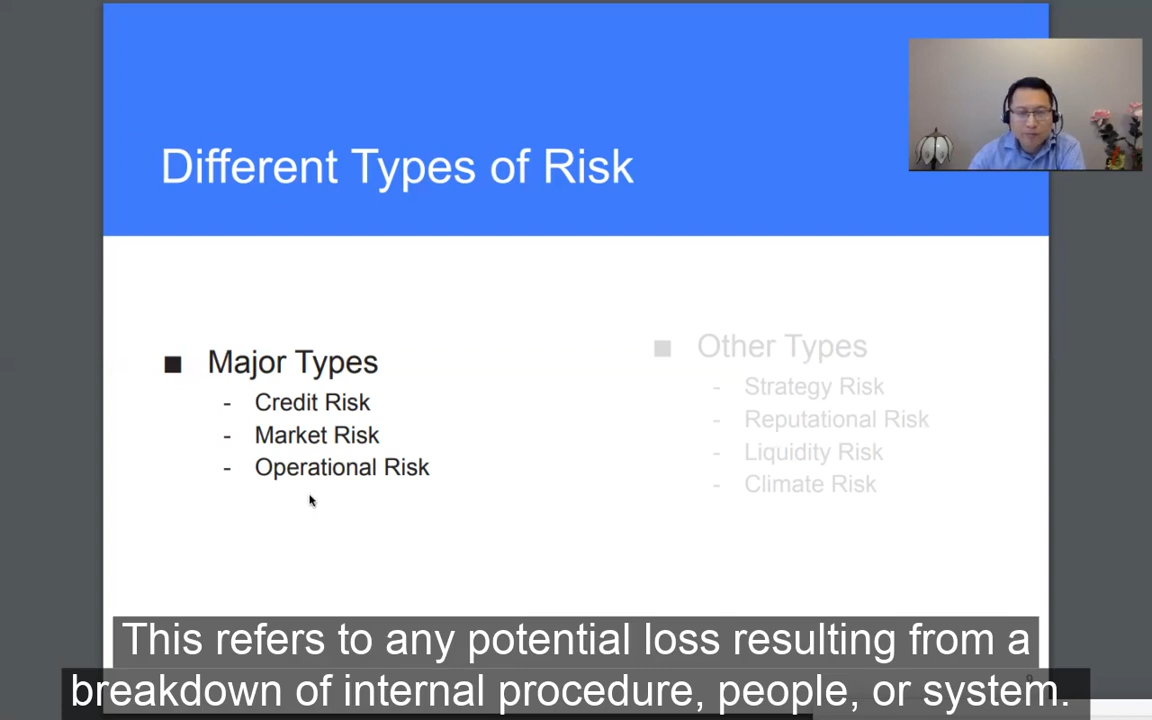 Different Types of Risk
■ Major Types
- Credit Risk
- Market Risk
- Operational Risk
■ Other Types
- Strategy Risk
- Reputational Risk
- Liquidity Risk
- Climate Risk
This refers to any potential loss resulting from a
breakdown of internal procedure, people, or system.